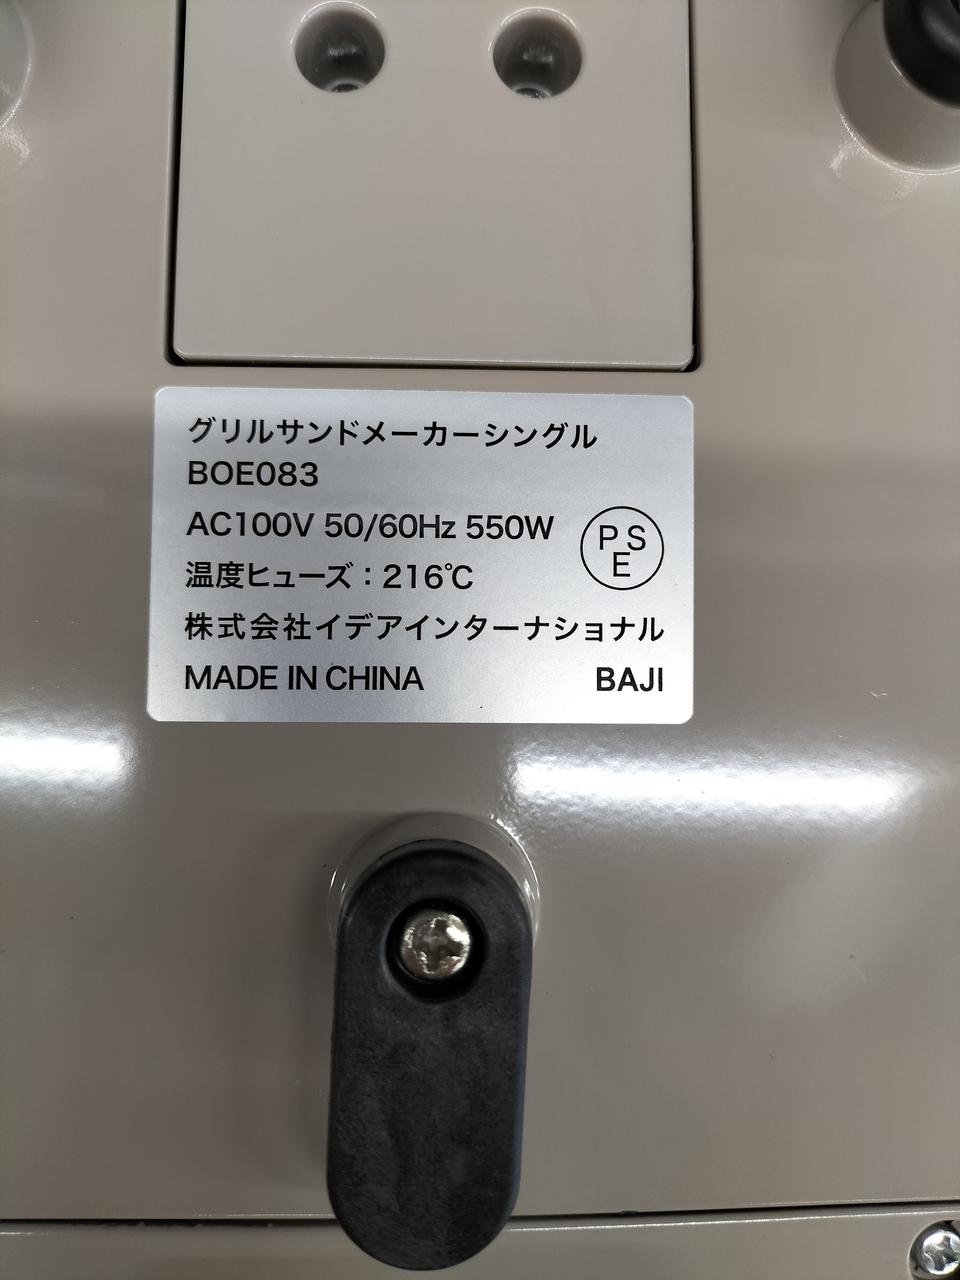 グリルサンドメーカーシングル
BOE083
AC100V 50/60Hz 550W
PSE
温度ヒューズ：216℃
株式会社イデアインターナショナル
MADE IN CHINA BAJI